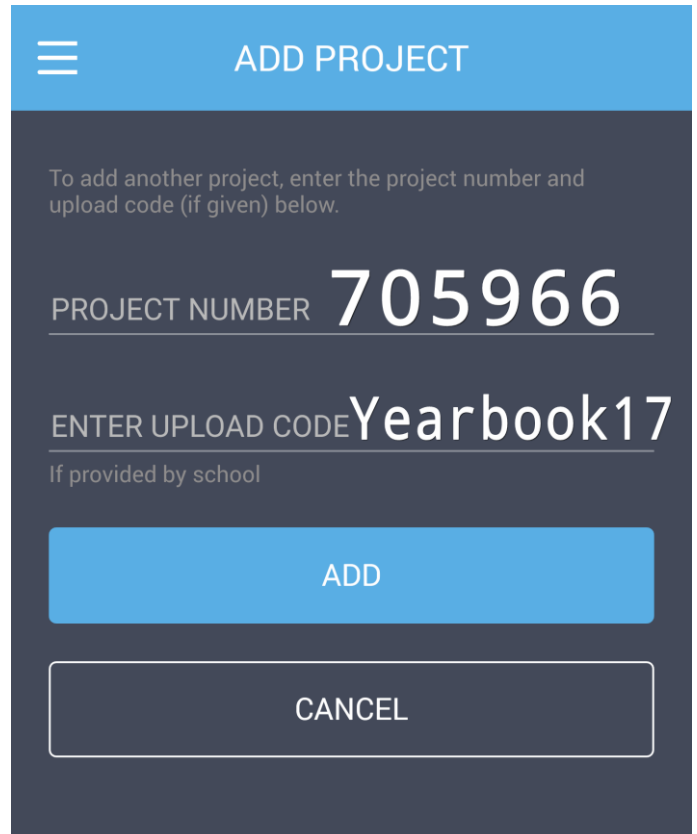 ADD PROJECT
To add another project, enter the project number and
upload code (if given) below.
PROJECT NUMBER 705966
ENTER UPLOAD CODE Yearbook17
If provided by school
ADD
CANCEL